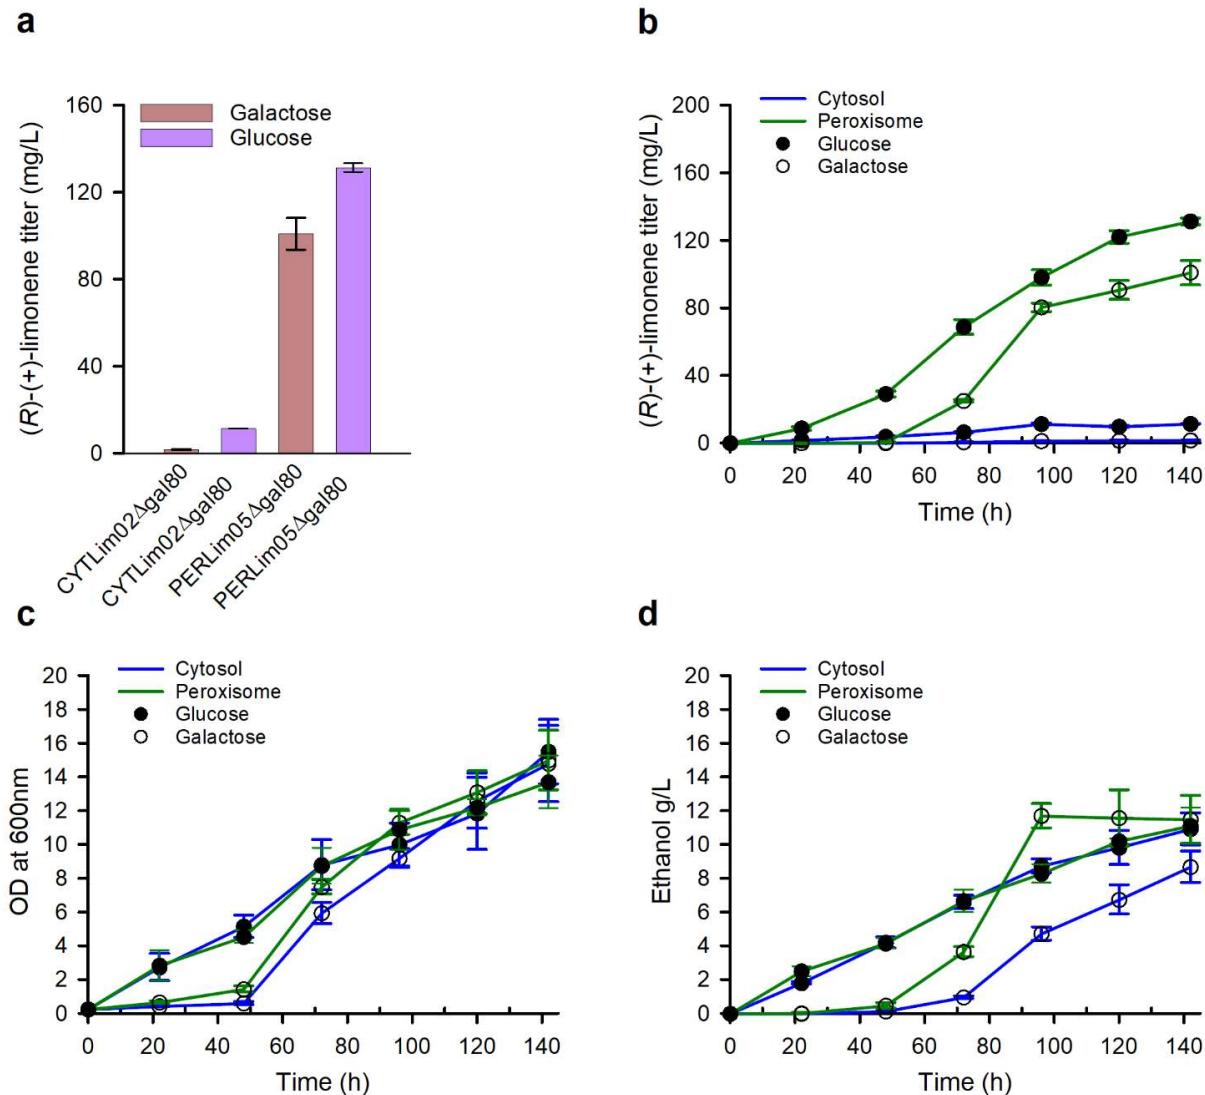 a
160
120
80
40
0
(R)-(+)-limonene titer (mg/L)
Galactose
Glucose
CYTLim02Δgal80
CYTLim02Δgal80
PERLim05Δgal80
PERLim05Δgal80
b
200
160
120
80
40
0
(R)-(+)-limonene titer (mg/L)
Cytosol
Peroxisome
Glucose
Galactose
0 20 40 60 80 100 120 140
Time (h)
c
20
18
16
14
12
10
8
6
4
2
0
OD at 600nm
Cytosol
Peroxisome
Glucose
Galactose
0 20 40 60 80 100 120 140
Time (h)
d
20
18
16
14
12
10
8
6
4
2
0
Ethanol g/L
Cytosol
Peroxisome
Glucose
Galactose
0 20 40 60 80 100 120 140
Time (h)